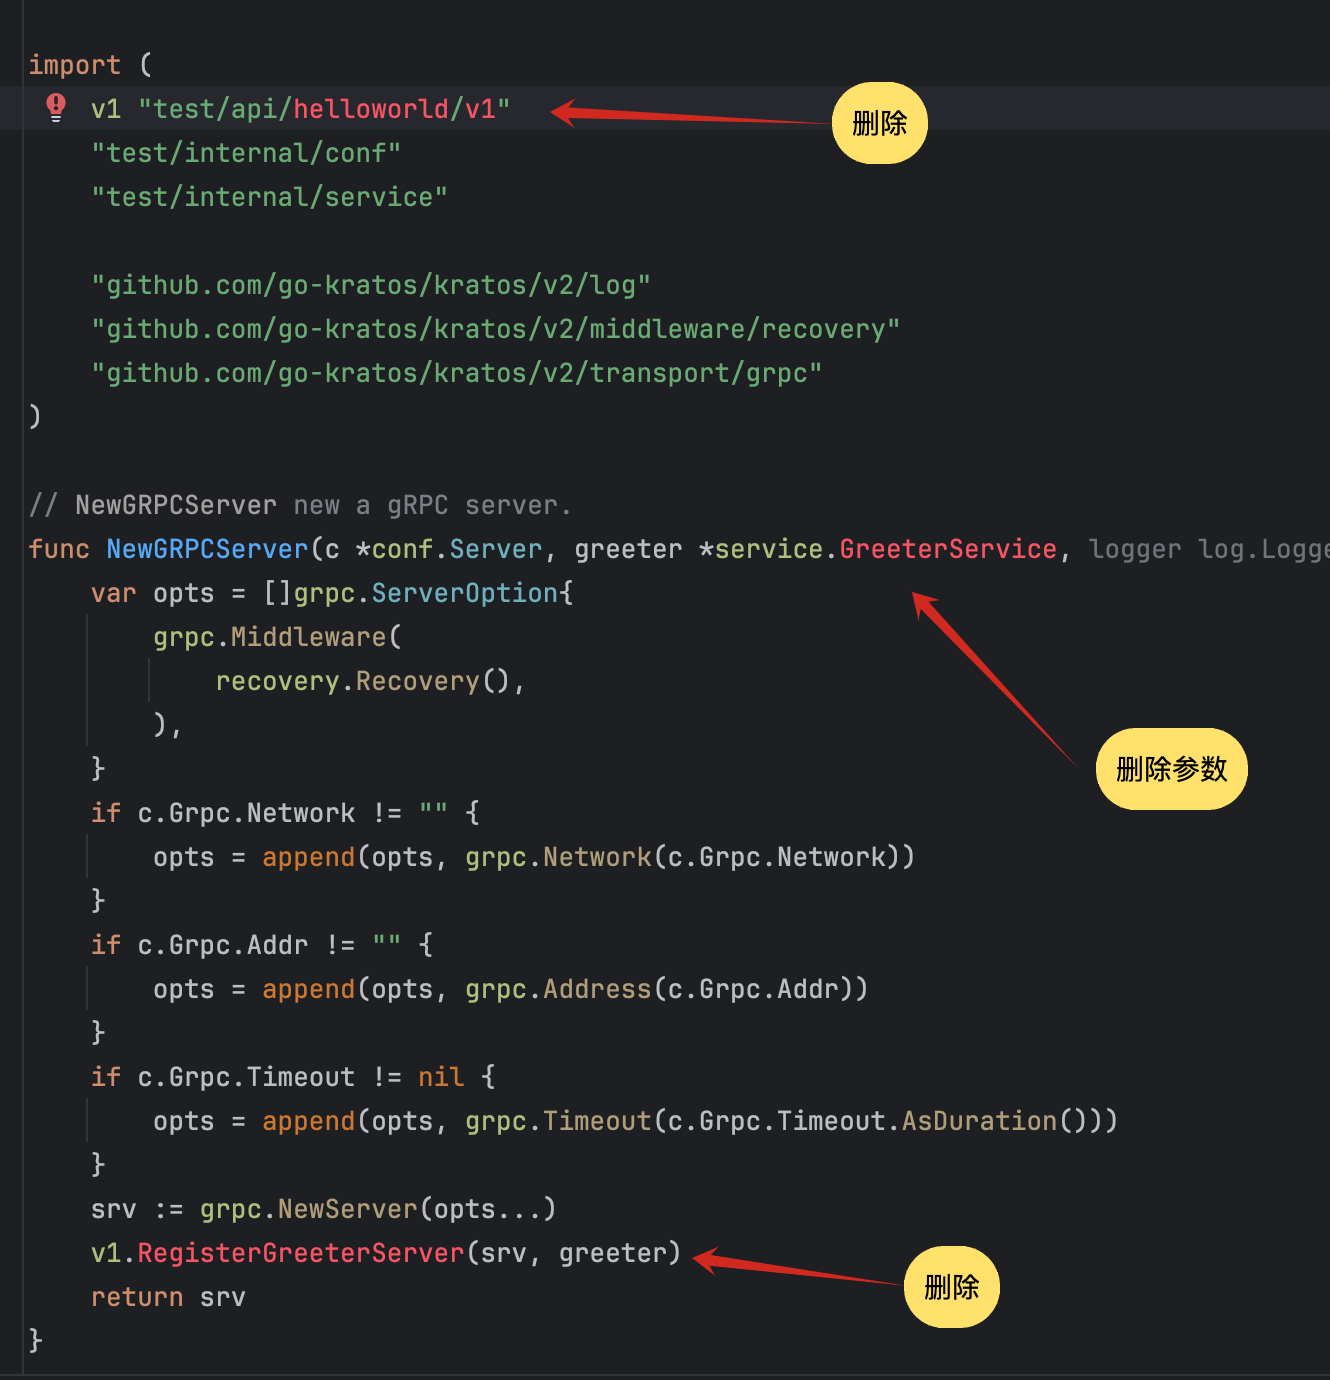 import (
v1 "test/api/helloworld/v1"
删除
"test/internal/conf"
"test/internal/service"
"github.com/go-kratos/kratos/v2/log"
"github.com/go-kratos/kratos/v2/middleware/recovery"
"github.com/go-kratos/kratos/v2/transport/grpc"
)
// NewGRPCServer new a gRPC server.
func NewGRPCServer(c *conf.Server, greeter *service.GreeterService, logger log.Logge
var opts = []grpc.ServerOption{
grpc.Middleware(
recovery.Recovery(),
),
}
删除参数
if c.Grpc.Network != "" {
opts = append(opts, grpc.Network(c.Grpc.Network))
}
if c.Grpc.Addr != "" {
opts = append(opts, grpc.Address(c.Grpc.Addr))
}
if c.Grpc.Timeout != nil {
opts = append(opts, grpc.Timeout(c.Grpc.Timeout.AsDuration()))
}
srv := grpc.NewServer(opts...)
v1.RegisterGreeterServer(srv, greeter)
删除
return srv
}